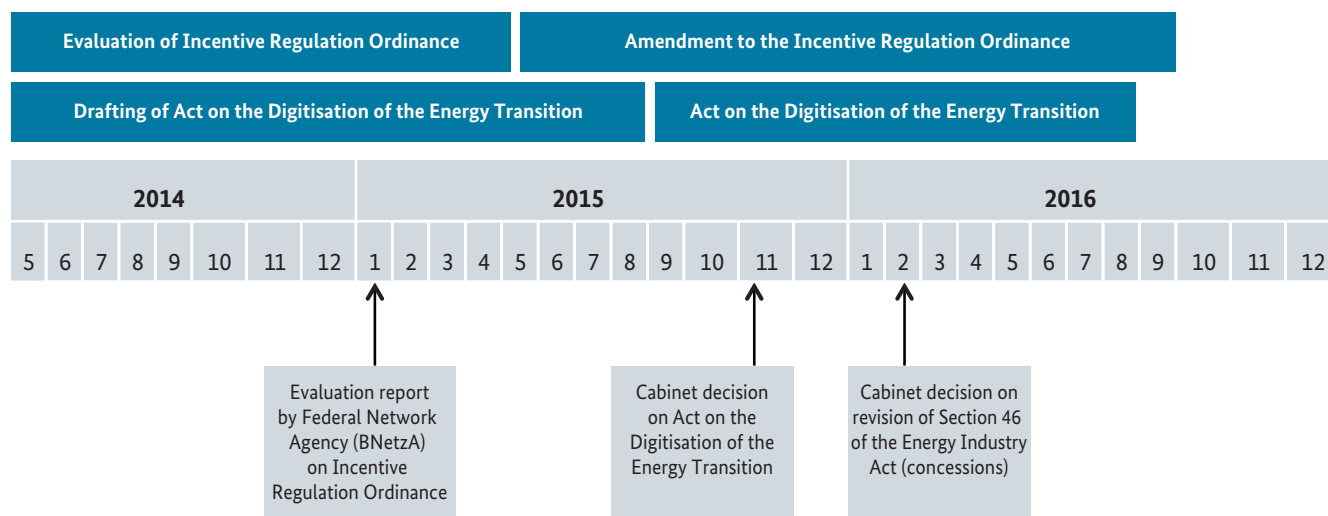 Evaluation of Incentive Regulation Ordinance
Amendment to the Incentive Regulation Ordinance
Drafting of Act on the Digitisation of the Energy Transition
Act on the Digitisation of the Energy Transition
2014 2015 2016
5 6 7 8 9 10 11 12 1 2 3 4 5 6 7 8 9 10 11 12 1 2 3 4 5 6 7 8 9 10 11 12
Evaluation report
by Federal Network
Agency (BNetzA)
on Incentive
Regulation Ordinance
Cabinet decision
on Act on the
Digitisation of the
Energy Transition
Cabinet decision on
revision of Section 46
of the Energy Industry
Act (concessions)